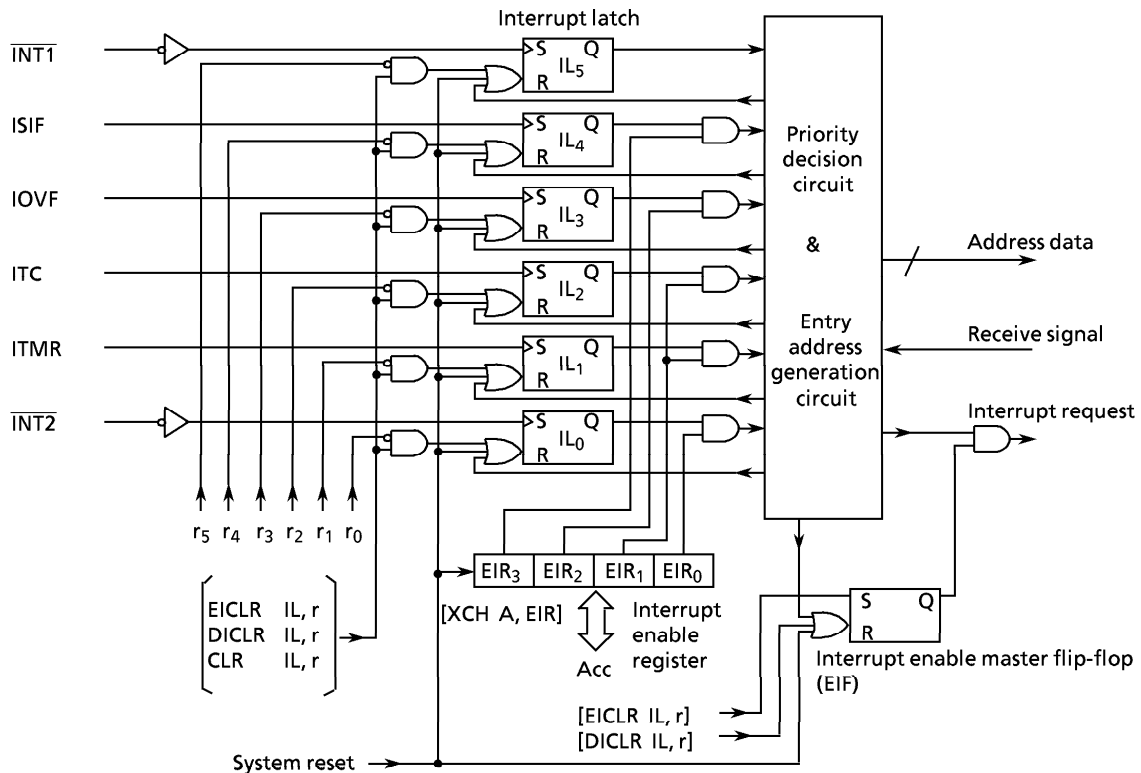 Interrupt latch
INT1
S Q
IL5
R
ISIF
S Q
IL4
R
IOVF
S Q
IL3
R
ITC
S Q
IL2
R
ITMR
S Q
IL1
R
INT2
S Q
IL0
R
Priority
decision
circuit
&
Entry
address
generation
circuit
Address data
Receive signal
Interrupt request
r5 r4 r3 r2 r1 r0
EICLR IL, r
DICLR IL, r
CLR IL, r
EIR3 EIR2 EIR1 EIR0
[XCH A, EIR]
Interrupt
enable
register
Acc
S Q
R
Interrupt enable master flip-flop
(EIF)
[EICLR IL, r]
[DICLR IL, r]
System reset